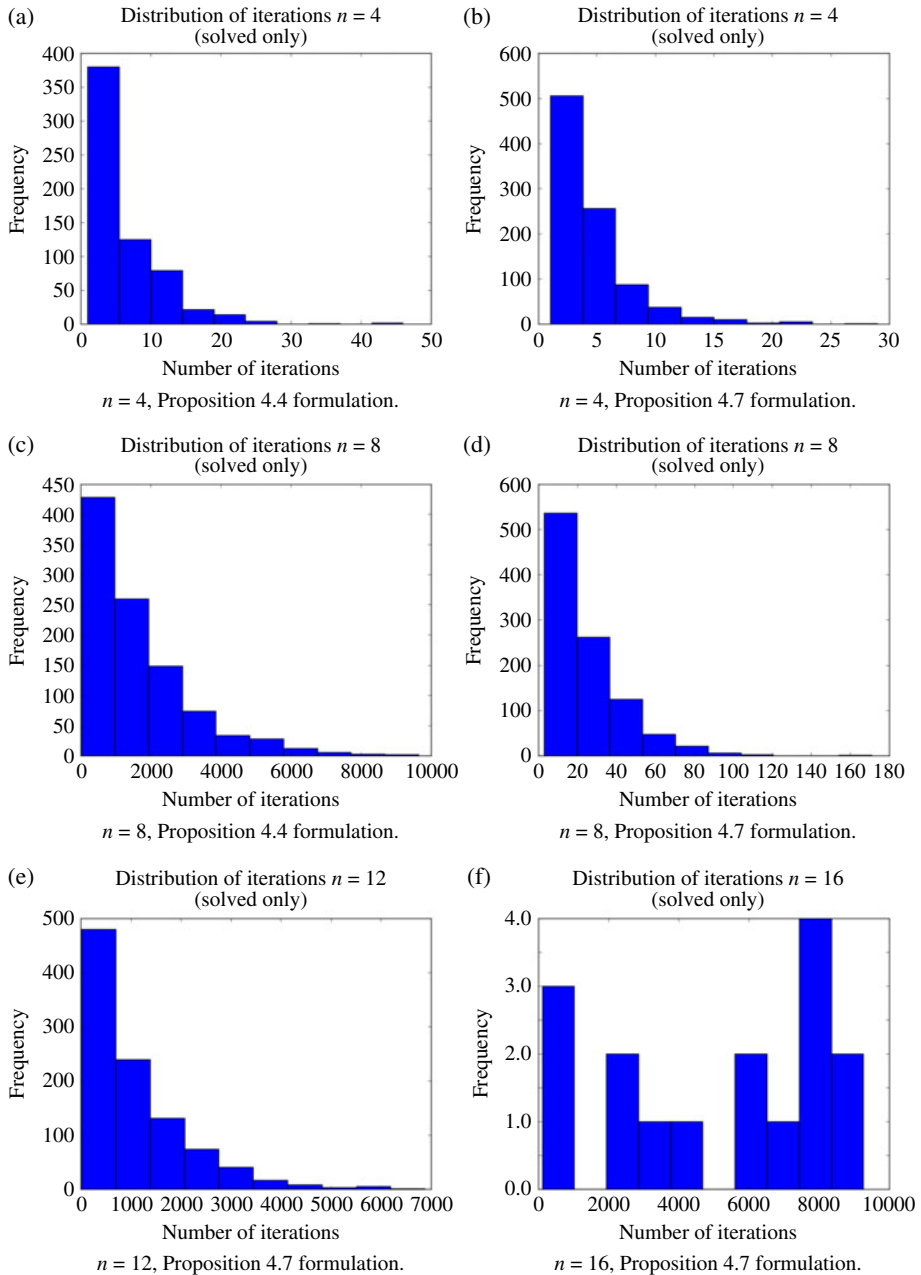 (a)
Distribution of iterations n = 4
(solved only)
400
350
300
250
200
150
100
50
0
Frequency
0 10 20 30 40 50
Number of iterations
n = 4, Proposition 4.4 formulation.
(b)
Distribution of iterations n = 4
(solved only)
600
500
400
300
200
100
0
Frequency
0 5 10 15 20 25 30
Number of iterations
n = 4, Proposition 4.7 formulation.
(c)
Distribution of iterations n = 8
(solved only)
450
400
350
300
250
200
150
100
50
0
Frequency
0 2000 4000 6000 8000 10000
Number of iterations
n = 8, Proposition 4.4 formulation.
(d)
Distribution of iterations n = 8
(solved only)
600
500
400
300
200
100
0
Frequency
0 20 40 60 80 100 120 140 160 180
Number of iterations
n = 8, Proposition 4.7 formulation.
(e)
Distribution of iterations n = 12
(solved only)
500
400
300
200
100
0
Frequency
0 1000 2000 3000 4000 5000 6000 7000
Number of iterations
n = 12, Proposition 4.7 formulation.
(f)
Distribution of iterations n = 16
(solved only)
4.0
3.0
2.0
1.0
0.0
Frequency
0 2000 4000 6000 8000 10000
Number of iterations
n = 16, Proposition 4.7 formulation.